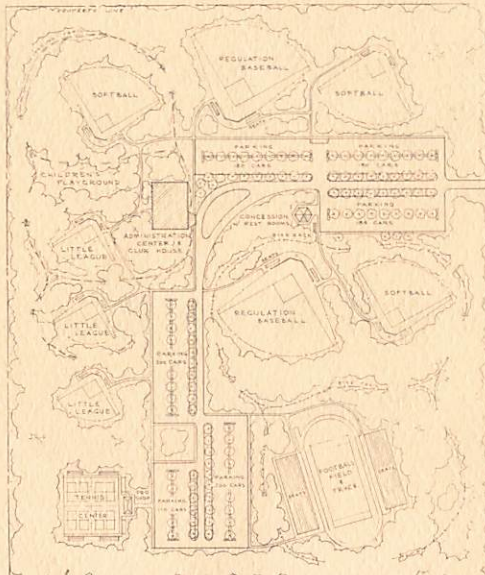 PROPERTY LINE
REGULATION
BASEBALL
SOFTBALL
SOFTBALL
PARKING
180 CARS
PARKING
CHILDREN'S
PLAYGROUND
PARKING
CONCESSION
W/ REST ROOMS
ADMINISTRATION
CENTER &
CLUB HOUSE
LITTLE
LEAGUE
SEATS
SOFTBALL
REGULATION
BASEBALL
LITTLE
LEAGUE
PARKING
CARS
LITTLE
LEAGUE
FOOTBALL
FIELD
&
TRACK
SEATS
SEATS
TENNIS
CENTER
PRO
SHOP
PARKING
CARS
PARKING
CARS